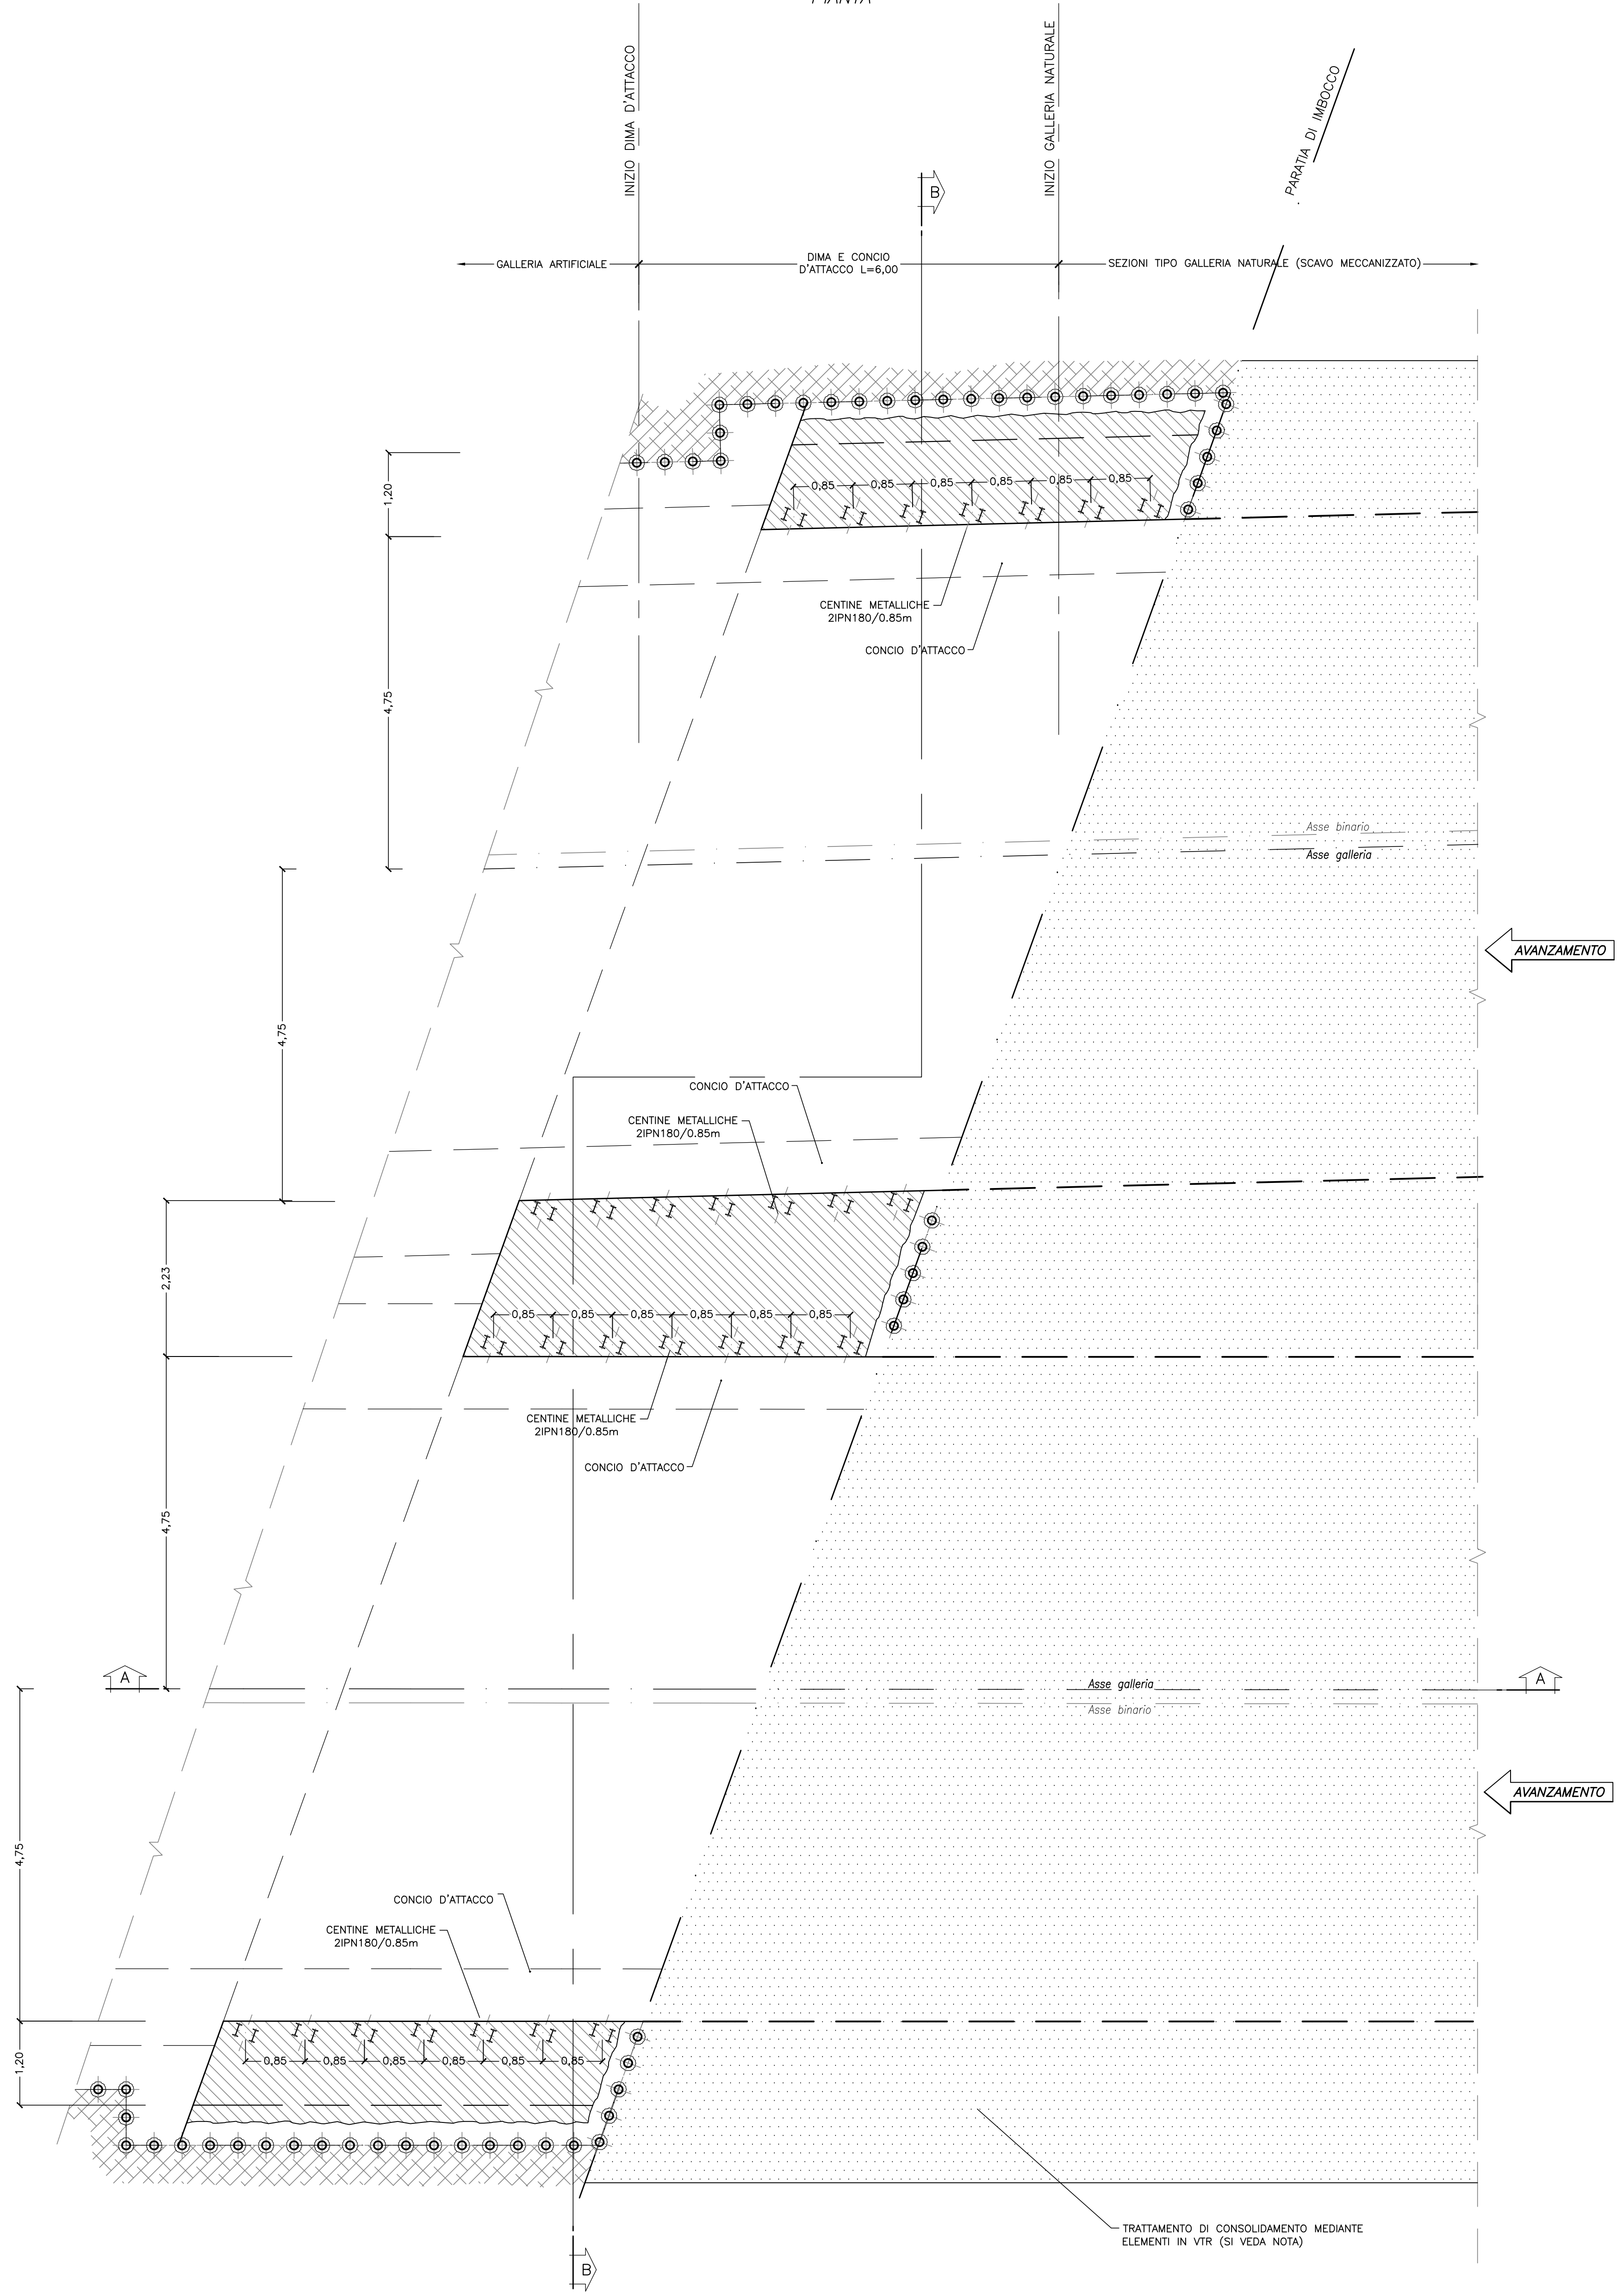 PIANTA
INIZIO DIMA D'ATTACCO
INIZIO GALLERIA NATURALE
PARATIA DI IMBOCCO
B
GALLERIA ARTIFICIALE
DIMA E CONCIO
D'ATTACCO L=6,00
SEZIONI TIPO GALLERIA NATURALE (SCAVO MECCANIZZATO)
1,20
0,85 0,85 0,85 0,85 0,85 0,85
CENTINE METALLICHE
2IPN180/0.85m
CONCIO D'ATTACCO
4,75
Asse binario
Asse galleria
AVANZAMENTO
4,75
CONCIO D'ATTACCO
CENTINE METALLICHE
2IPN180/0.85m
2,23
0,85 0,85 0,85 0,85 0,85 0,85
CENTINE METALLICHE
2IPN180/0.85m
CONCIO D'ATTACCO
4,75
A
Asse galleria
A
Asse binario
AVANZAMENTO
4,75
CONCIO D'ATTACCO
CENTINE METALLICHE
2IPN180/0.85m
1,20
0,85 0,85 0,85 0,85 0,85 0,85
TRATTAMENTO DI CONSOLIDAMENTO MEDIANTE
ELEMENTI IN VTR (SI VEDA NOTA)
B